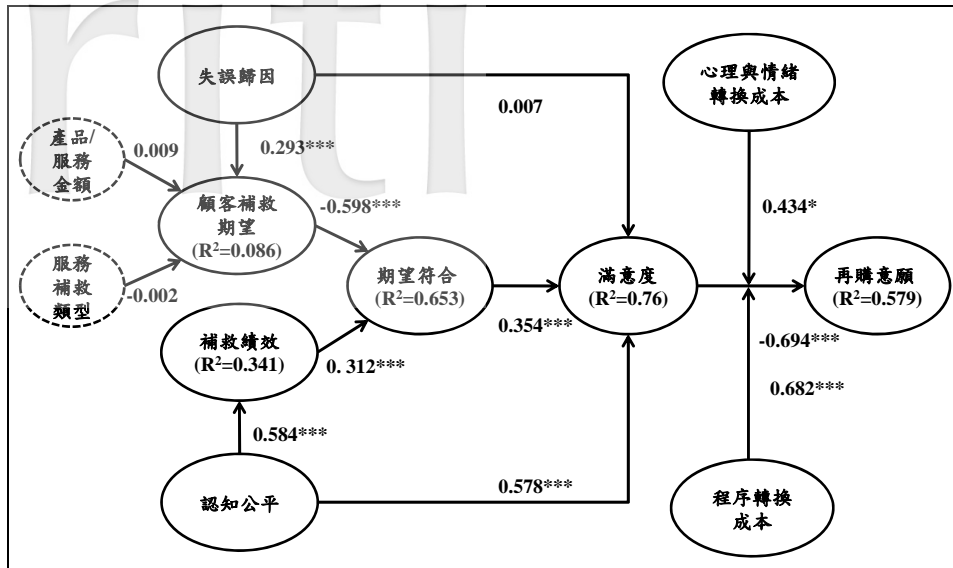 失誤歸因
心理與情緒
轉換成本
0.007
產品/
服務
金額
0.009
0.293***
顧客補救
期望
(R²=0.086)
-0.598***
0.434*
服務
補救
類型
-0.002
期望符合
(R²=0.653)
滿意度
(R²=0.76)
再購意願
(R²=0.579)
補救績效
(R²=0.341)
0. 312***
0.354***
-0.694***
0.682***
0.584***
認知公平
0.578***
程序轉換
成本